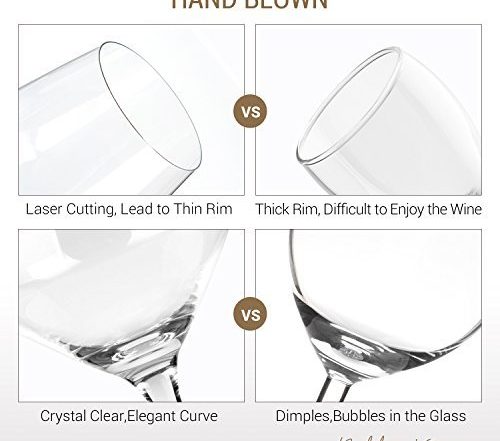 HAND BLOWN
VS
Laser Cutting, Lead to Thin Rim
Thick Rim, Difficult to Enjoy the Wine
VS
Crystal Clear,Elegant Curve
Dimples,Bubbles in the Glass